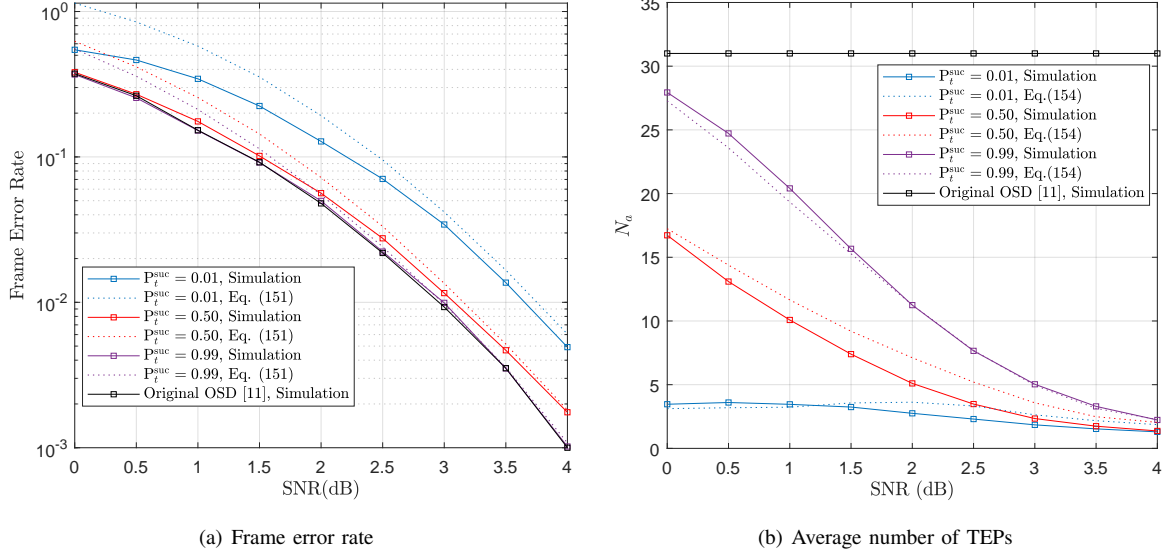 10^0
10^-1
10^-2
10^-3
Frame Error Rate
P_t^suc = 0.01, Simulation
P_t^suc = 0.01, Eq. (151)
P_t^suc = 0.50, Simulation
P_t^suc = 0.50, Eq. (151)
P_t^suc = 0.99, Simulation
P_t^suc = 0.99, Eq. (151)
Original OSD [11], Simulation
0 0.5 1 1.5 2 2.5 3 3.5 4
SNR(dB)
(a) Frame error rate
35
30
25
20
15
10
5
0
N_a
P_t^suc = 0.01, Simulation
P_t^suc = 0.01, Eq.(154)
P_t^suc = 0.50, Simulation
P_t^suc = 0.50, Eq.(154)
P_t^suc = 0.99, Simulation
P_t^suc = 0.99, Eq.(154)
Original OSD [11], Simulation
0 0.5 1 1.5 2 2.5 3 3.5 4
SNR (dB)
(b) Average number of TEPs